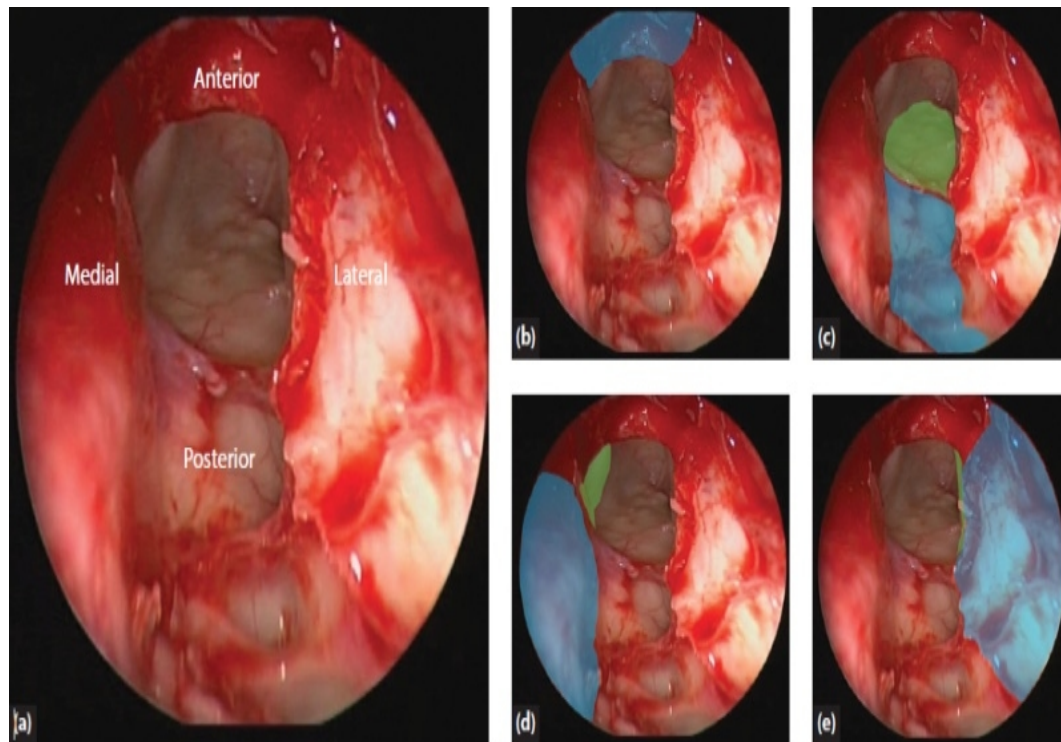 Anterior
Medial
Lateral
Posterior
(a)
(b)
(c)
(d)
(e)